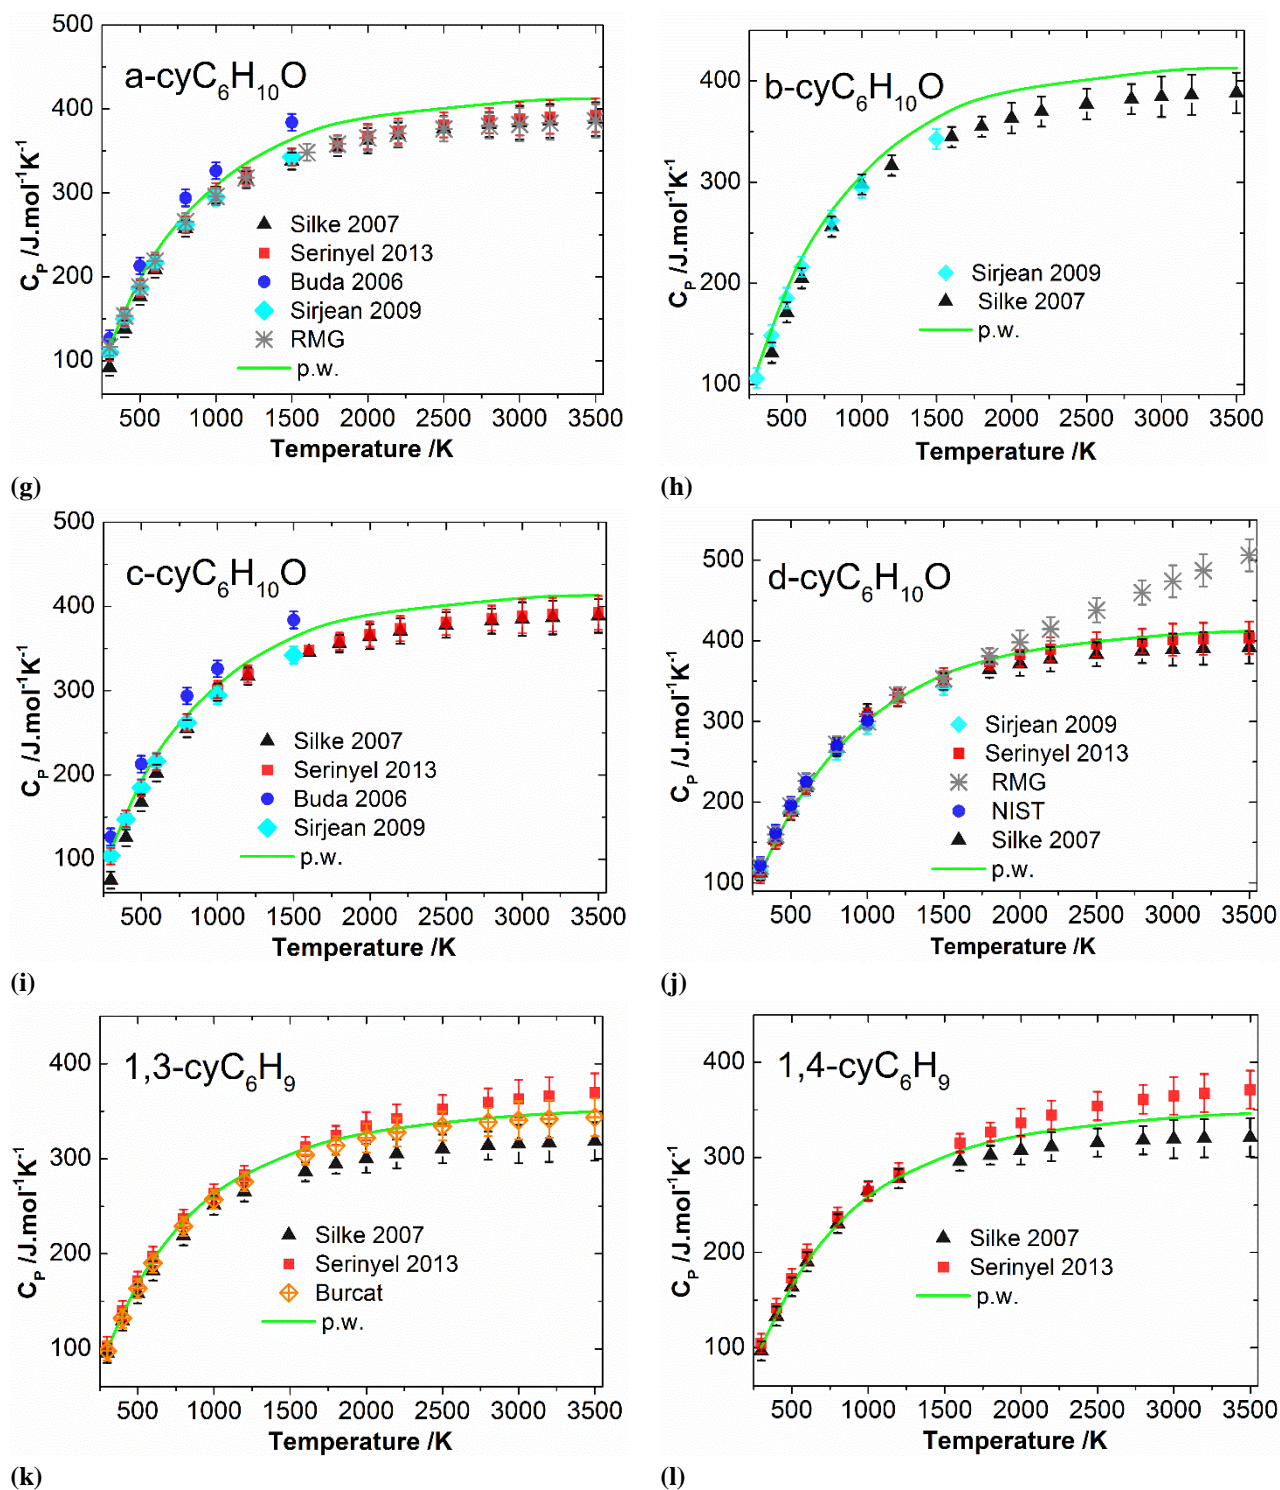 500
400
300
200
100
C_P /J.mol⁻¹K⁻¹
a-cyC₆H₁₀O
Silke 2007
Serinyel 2013
Buda 2006
Sirjean 2009
RMG
p.w.
500 1000 1500 2000 2500 3000 3500
Temperature /K
(g)
400
300
200
100
C_P /J.mol⁻¹K⁻¹
b-cyC₆H₁₀O
Sirjean 2009
Silke 2007
p.w.
500 1000 1500 2000 2500 3000 3500
Temperature /K
(h)
500
400
300
200
100
C_P /J.mol⁻¹K⁻¹
c-cyC₆H₁₀O
Silke 2007
Serinyel 2013
Buda 2006
Sirjean 2009
p.w.
500 1000 1500 2000 2500 3000 3500
Temperature /K
(i)
500
400
300
200
100
C_P /J.mol⁻¹K⁻¹
d-cyC₆H₁₀O
Sirjean 2009
Serinyel 2013
RMG
NIST
Silke 2007
p.w.
500 1000 1500 2000 2500 3000 3500
Temperature /K
(j)
400
300
200
100
C_P /J.mol⁻¹K⁻¹
1,3-cyC₆H₉
Silke 2007
Serinyel 2013
Burcat
p.w.
500 1000 1500 2000 2500 3000 3500
Temperature /K
(k)
400
300
200
100
C_P /J.mol⁻¹K⁻¹
1,4-cyC₆H₉
Silke 2007
Serinyel 2013
p.w.
500 1000 1500 2000 2500 3000 3500
Temperature /K
(l)